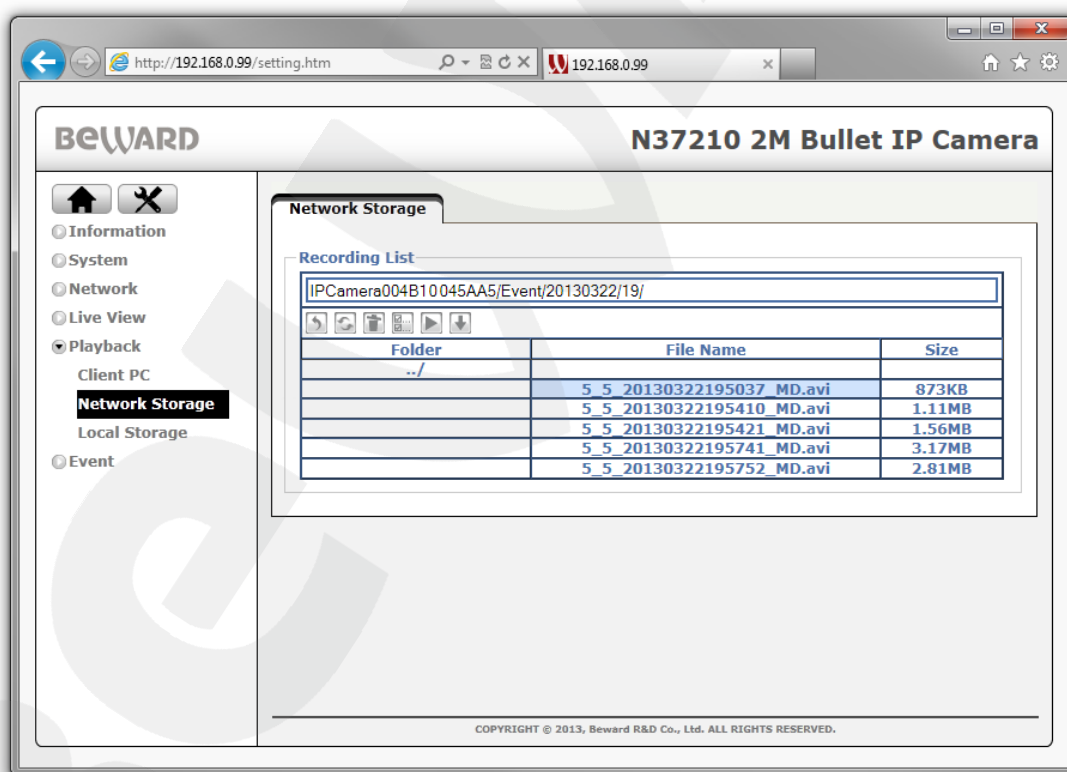 http://192.168.0.99/setting.htm
192.168.0.99
BEWARD
N37210 2M Bullet IP Camera
Information
System
Network
Live View
Playback
Client PC
Network Storage
Local Storage
Event
Network Storage
Recording List
IPCamera004B10045AA5/Event/20130322/19/
Folder File Name Size
../
5_5_20130322195037_MD.avi 873KB
5_5_20130322195410_MD.avi 1.11MB
5_5_20130322195421_MD.avi 1.56MB
5_5_20130322195741_MD.avi 3.17MB
5_5_20130322195752_MD.avi 2.81MB
COPYRIGHT © 2013, Beward R&D Co., Ltd. ALL RIGHTS RESERVED.